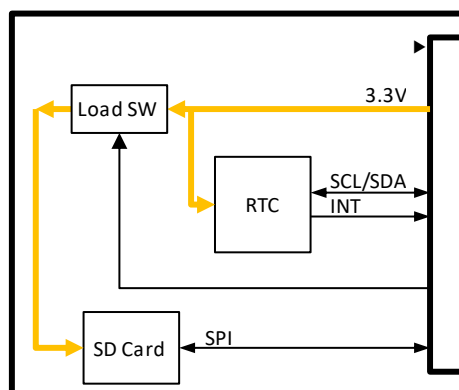 3.3V
Load SW
SCL/SDA
RTC
INT
SPI
SD Card